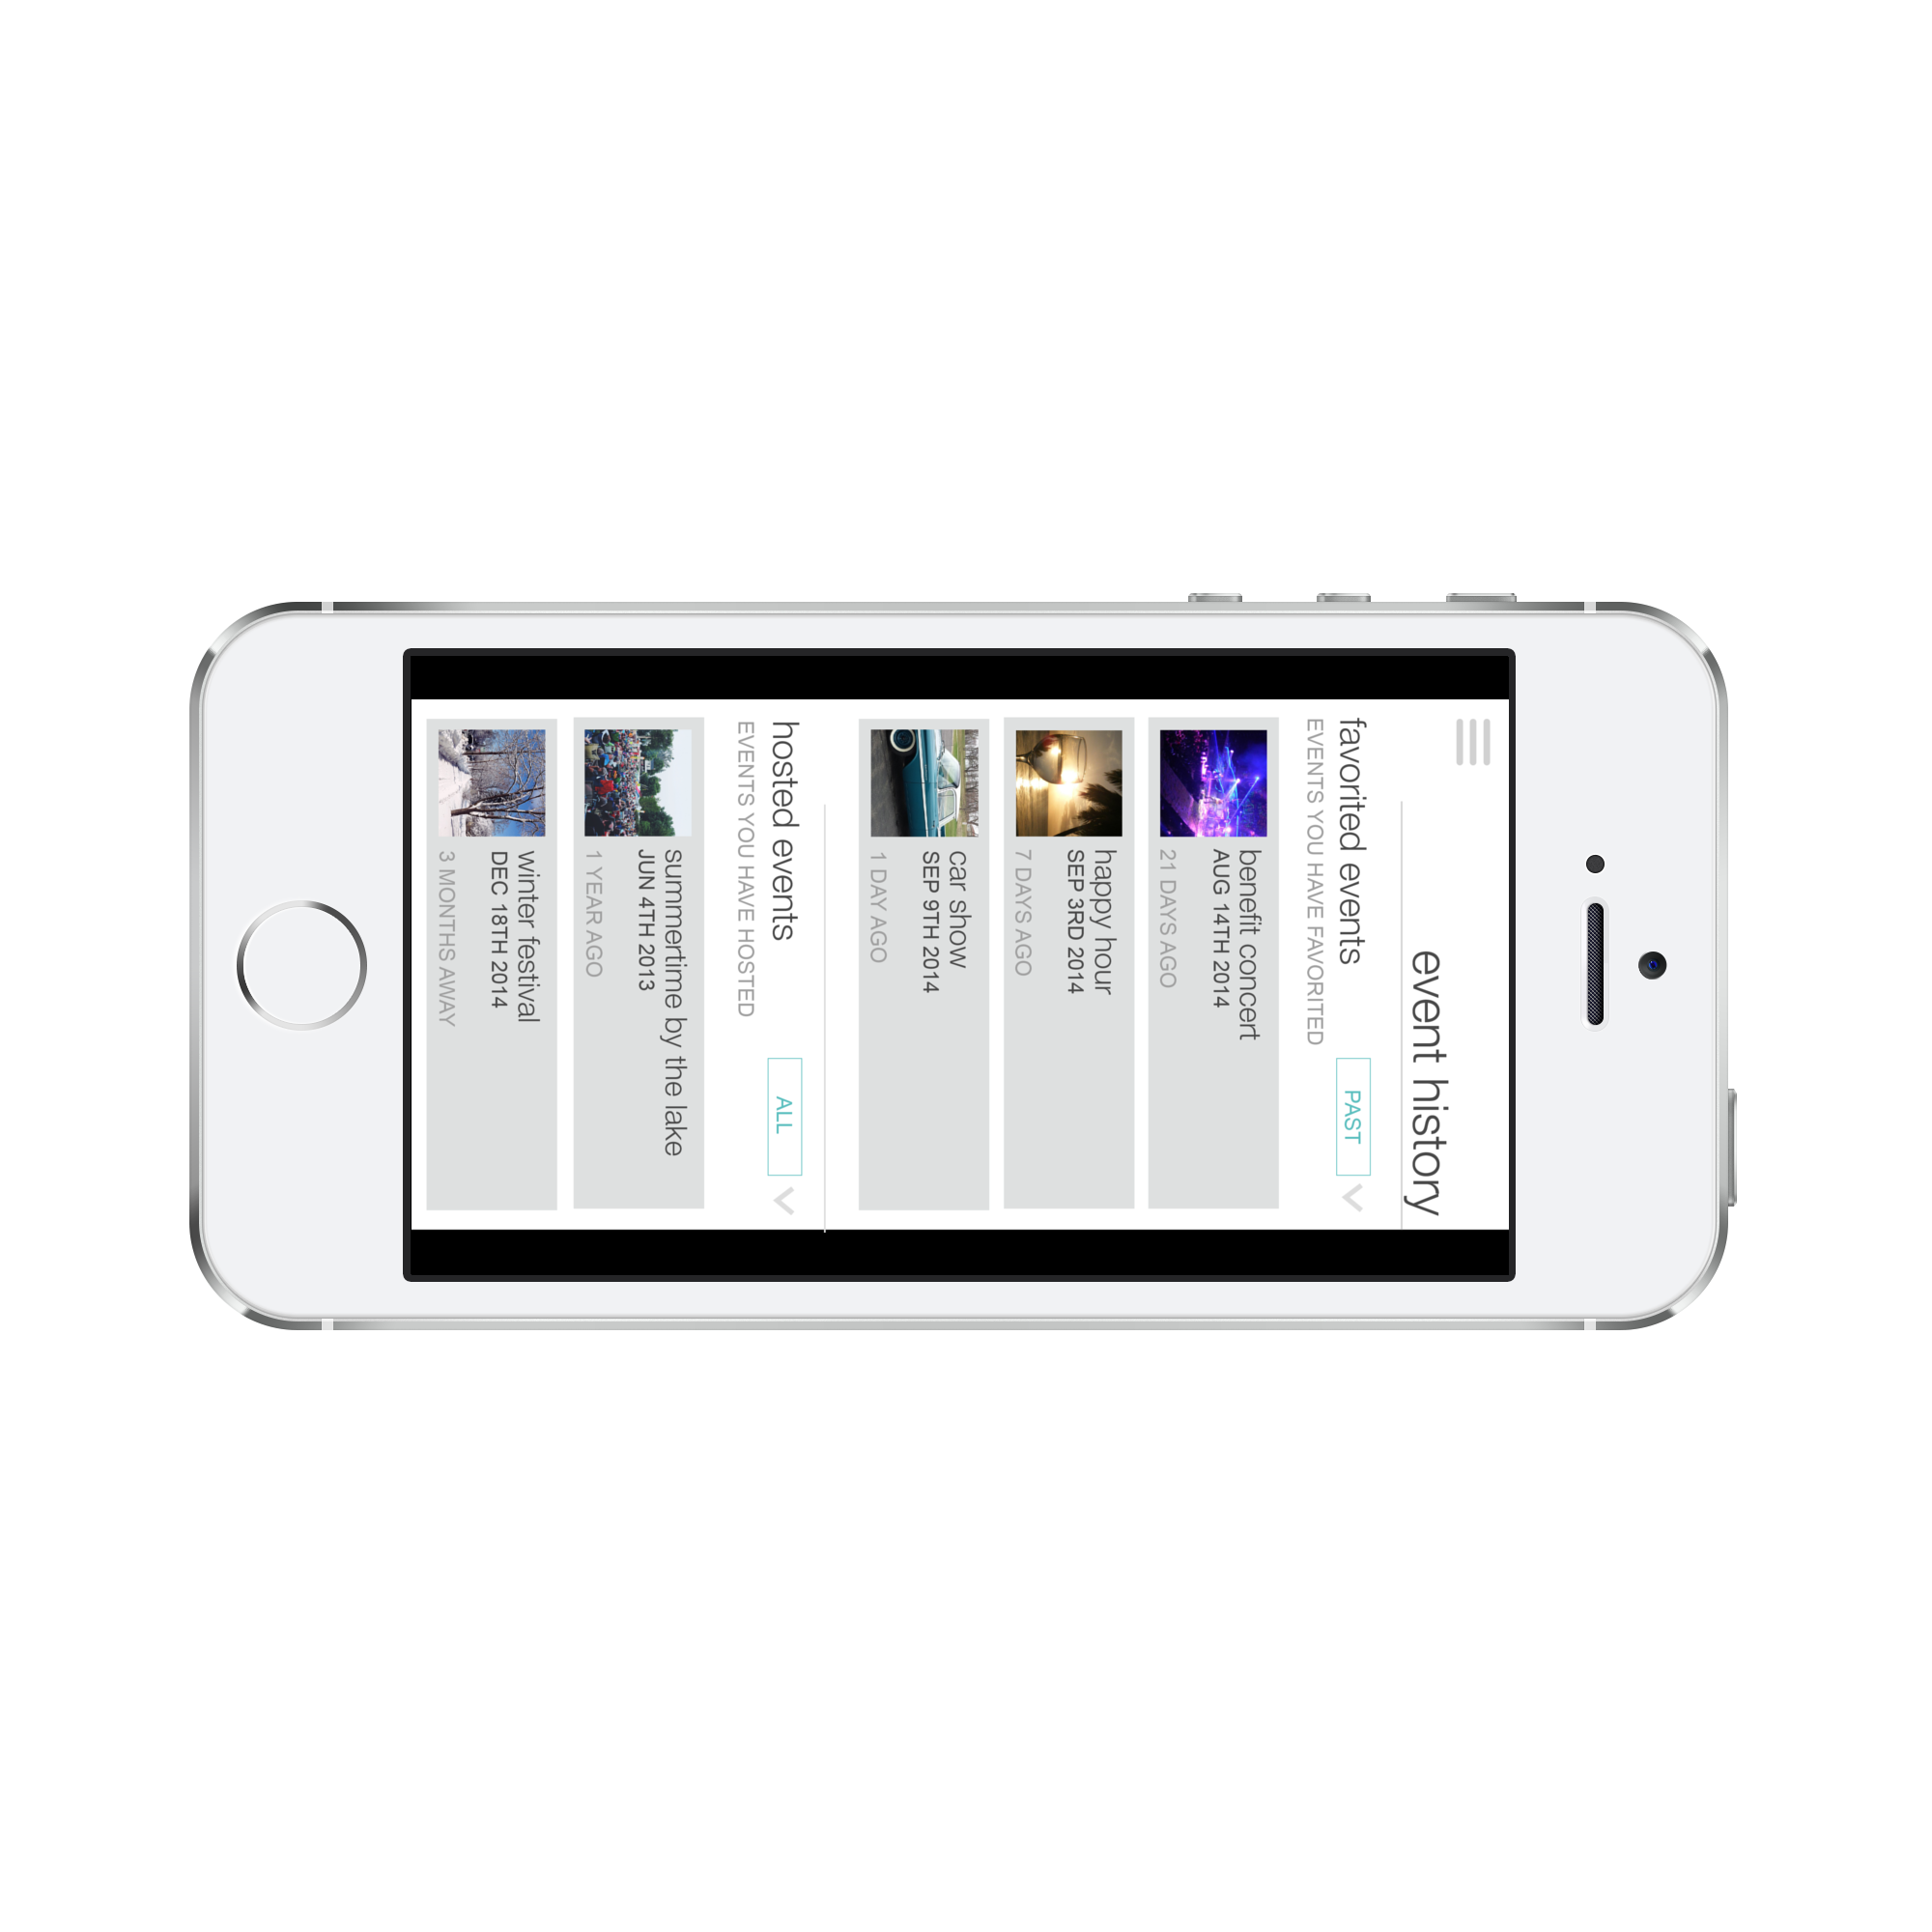 event history
favorited events
PAST
EVENTS YOU HAVE FAVORITED
benefit concert
AUG 14TH 2014
21 DAYS AGO
happy hour
SEP 3RD 2014
7 DAYS AGO
car show
SEP 9TH 2014
1 DAY AGO
hosted events
ALL
EVENTS YOU HAVE HOSTED
summertime by the lake
JUN 4TH 2013
1 YEAR AGO
winter festival
DEC 18TH 2014
3 MONTHS AWAY